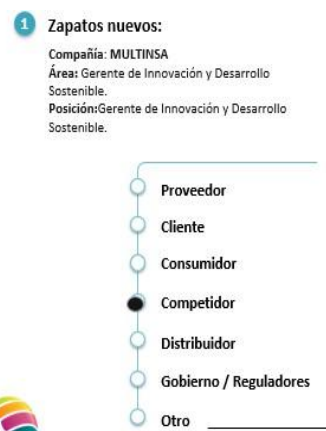 1 Zapatos nuevos:
Compañía: MULTINSA
Área: Gerente de Innovación y Desarrollo
Sostenible.
Posición:Gerente de Innovación y Desarrollo
Sostenible.
Proveedor
Cliente
Consumidor
Competidor
Distribuidor
Gobierno / Reguladores
Otro